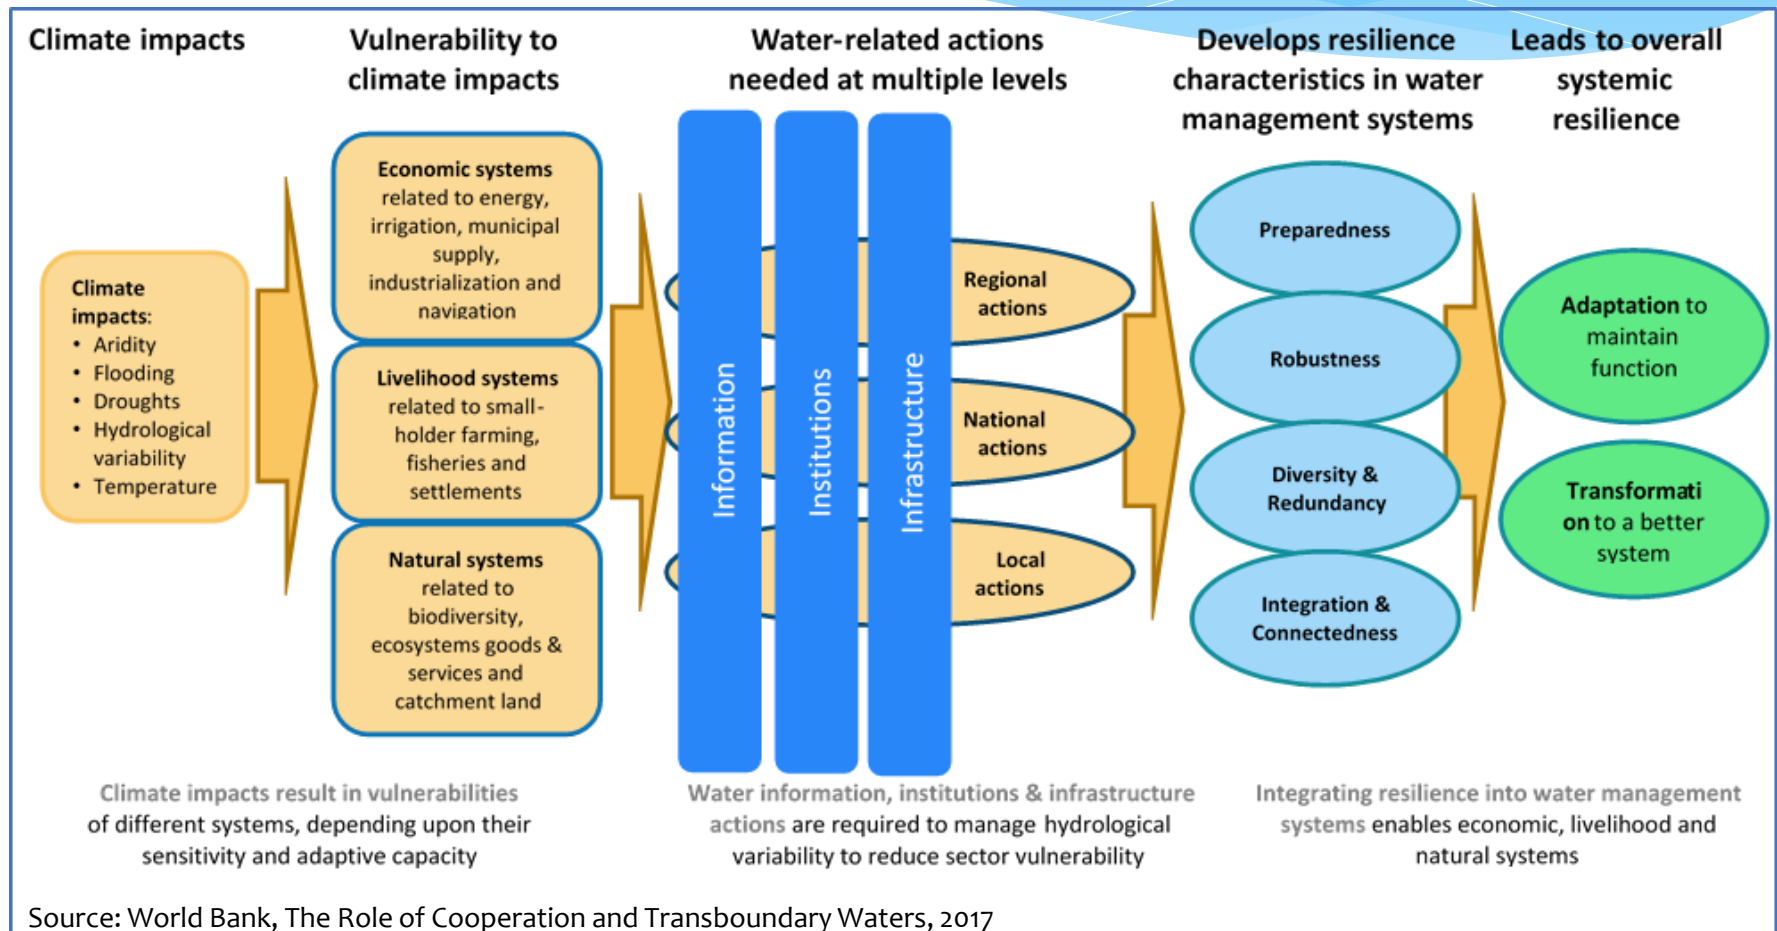 Climate impacts
Vulnerability to
climate impacts
Water-related actions
needed at multiple levels
Develops resilience
characteristics in water
management systems
Leads to overall
systemic
resilience
Climate
impacts:
• Aridity
• Flooding
• Droughts
• Hydrological
variability
• Temperature
Economic systems
related to energy,
irrigation, municipal
supply,
industrialization and
navigation
Livelihood systems
related to small-
holder farming,
fisheries and
settlements
Natural systems
related to
biodiversity,
ecosystems goods &
services and
catchment land
Information
Institutions
Infrastructure
Regional
actions
National
actions
Local
actions
Preparedness
Robustness
Diversity &
Redundancy
Integration &
Connectedness
Adaptation to
maintain
function
Transformati
on to a better
system
Climate impacts result in vulnerabilities
of different systems, depending upon their
sensitivity and adaptive capacity
Water information, institutions & infrastructure
actions are required to manage hydrological
variability to reduce sector vulnerability
Integrating resilience into water management
systems enables economic, livelihood and
natural systems
Source: World Bank, The Role of Cooperation and Transboundary Waters, 2017